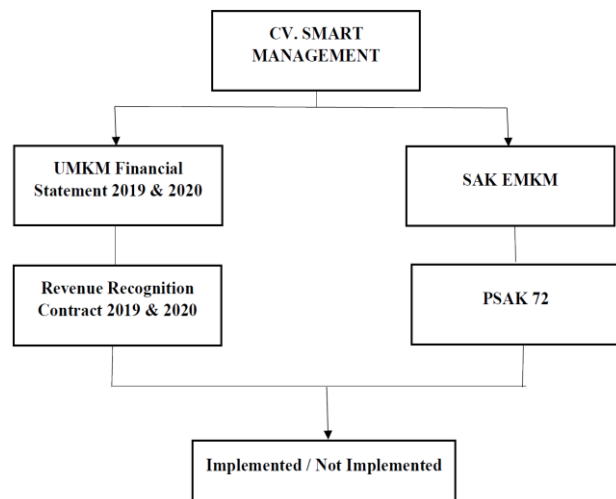 CV. SMART
MANAGEMENT
UMKM Financial
Statement 2019 & 2020
SAK EMKM
Revenue Recognition
Contract 2019 & 2020
PSAK 72
Implemented / Not Implemented